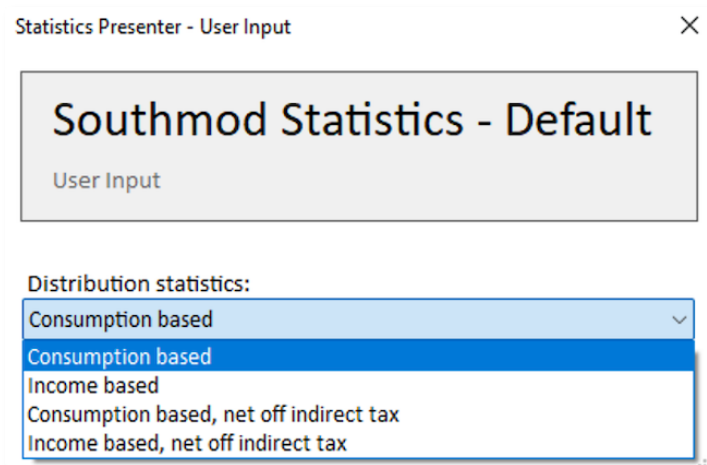 Statistics Presenter - User Input
Southmod Statistics - Default
User Input
Distribution statistics:
Consumption based
Consumption based
Income based
Consumption based, net off indirect tax
Income based, net off indirect tax